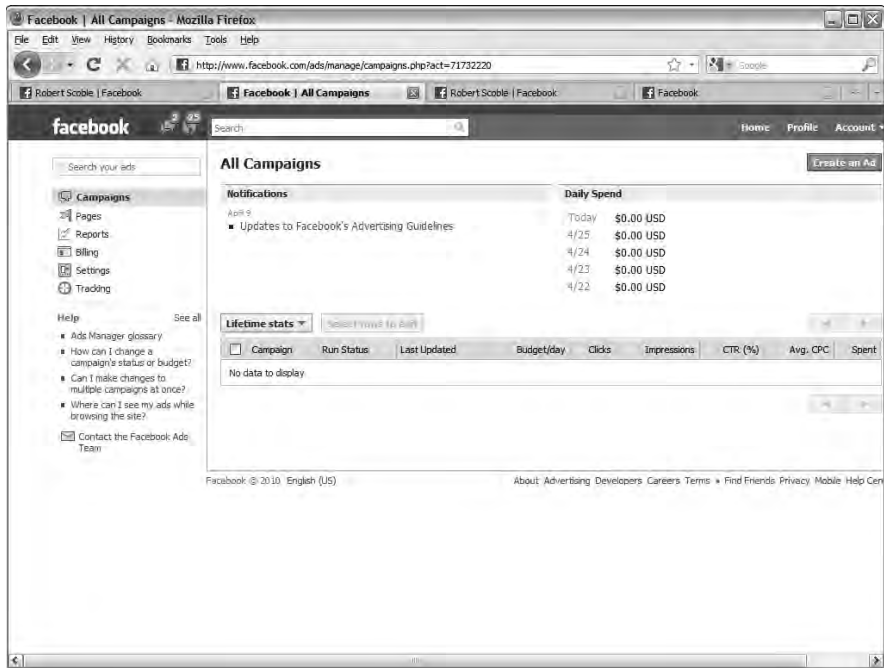 Facebook | All Campaigns - Mozilla Firefox
File Edit View History Bookmarks Tools Help
http://www.facebook.com/ads/manage/campaigns.php?act=71732220
Google
Robert Scoble | Facebook
Facebook | All Campaigns
Robert Scoble | Facebook
Facebook
facebook
Search
Home Profile Account
Search your ads
All Campaigns
Create an Ad
Campaigns
Pages
Reports
Billing
Settings
Tracking
Notifications
April 9
Updates to Facebook's Advertising Guidelines
Daily Spend
Today $0.00 USD
4/25 $0.00 USD
4/24 $0.00 USD
4/23 $0.00 USD
4/22 $0.00 USD
Help See all
Ads Manager glossary
How can I change a
campaign's status or budget?
Can I make changes to
multiple campaigns at once?
Where can I see my ads while
browsing the site?
Contact the Facebook Ads
Team
Lifetime stats Select rows to edit
Campaign Run Status Last Updated Budget/day Clicks Impressions CTR (%) Avg. CPC Spent
No data to display
Facebook © 2010 English (US)
About Advertising Developers Careers Terms Find Friends Privacy Mobile Help Cen